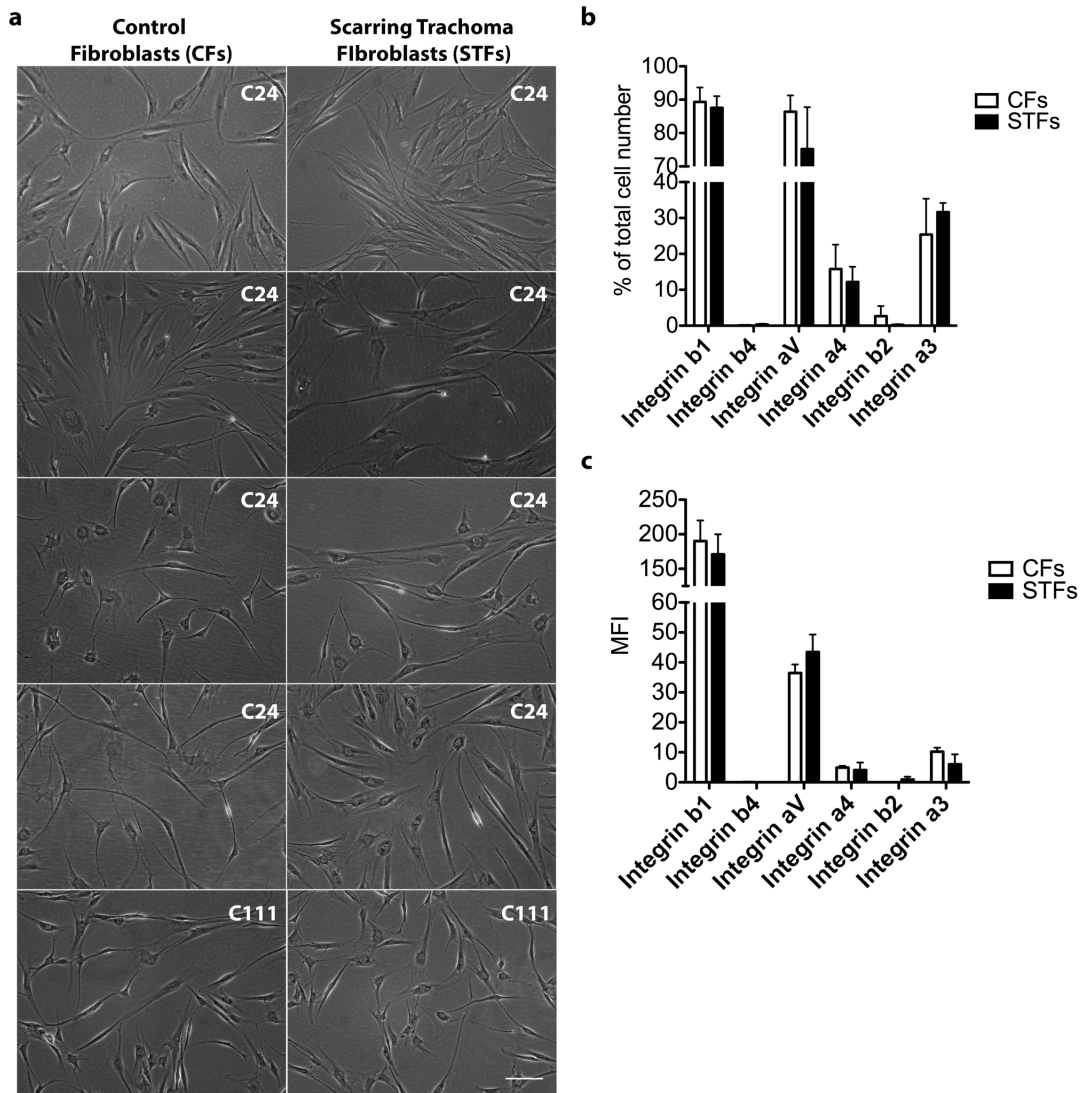 a
Control
Fibroblasts (CFs)
Scarring Trachoma
FIbroblasts (STFs)
C24
C24
C24
C24
C24
C24
C24
C24
C111
C111
b
% of total cell number
100
90
80
70
40
30
20
10
0
Integrin b1
Integrin b4
Integrin aV
Integrin a4
Integrin b2
Integrin a3
CFs
STFs
c
MFI
250
200
150
60
50
40
30
20
10
0
Integrin b1
Integrin b4
Integrin aV
Integrin a4
Integrin b2
Integrin a3
CFs
STFs